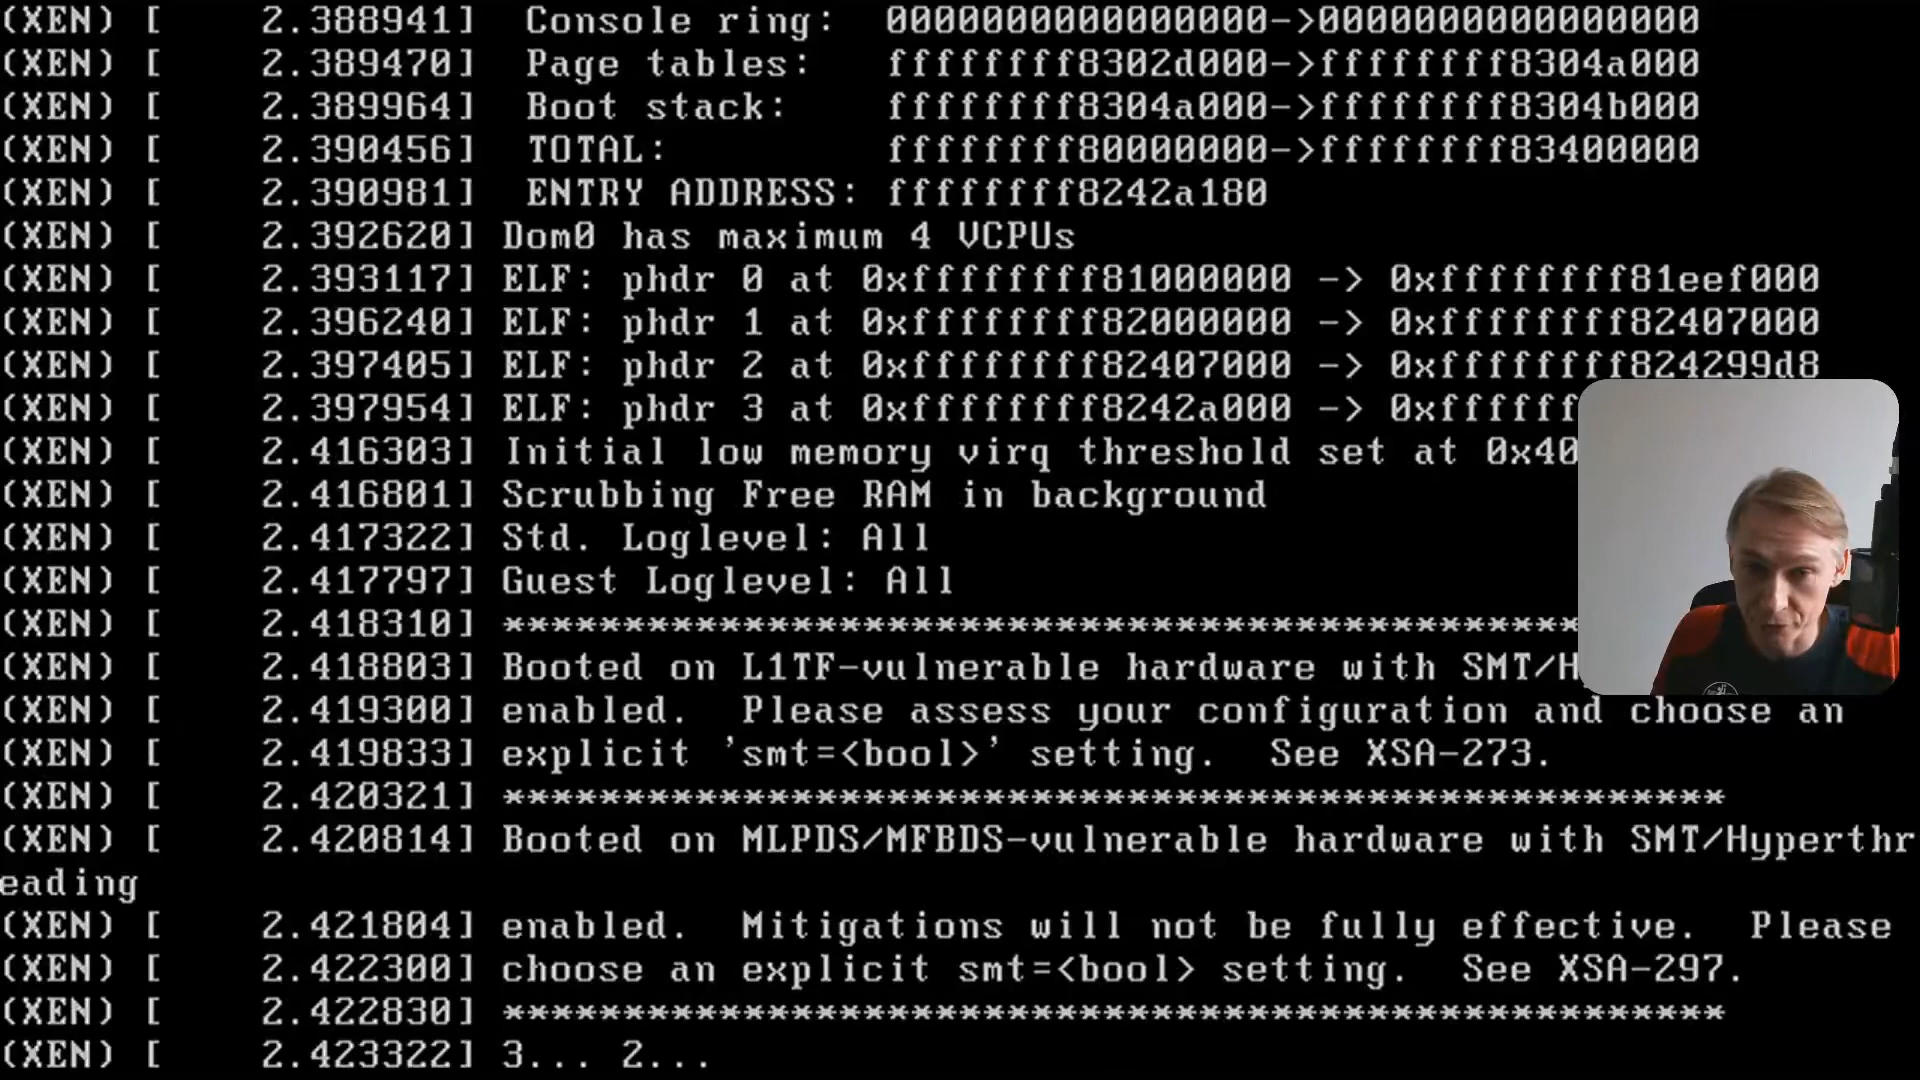 (XEN) [    2.388941]  Console ring:  0000000000000000->0000000000000000
(XEN) [    2.389470]  Page tables:   ffffffff8302d000->ffffffff8304a000
(XEN) [    2.389964]  Boot stack:    ffffffff8304a000->ffffffff8304b000
(XEN) [    2.390456]  TOTAL:         ffffffff80000000->ffffffff83400000
(XEN) [    2.390981]  ENTRY ADDRESS: ffffffff8242a180
(XEN) [    2.392620] Dom0 has maximum 4 VCPUs
(XEN) [    2.393117] ELF: phdr 0 at 0xffffffff81000000 -> 0xffffffff81eef000
(XEN) [    2.396240] ELF: phdr 1 at 0xffffffff82000000 -> 0xffffffff82407000
(XEN) [    2.397405] ELF: phdr 2 at 0xffffffff82407000 -> 0xffffffff824299d8
(XEN) [    2.397954] ELF: phdr 3 at 0xffffffff8242a000 ->
(XEN) [    2.416303] Initial low memory virq threshold set at
(XEN) [    2.416801] Scrubbing Free RAM in background
(XEN) [    2.417322] Std. Loglevel: All
(XEN) [    2.417797] Guest Loglevel: All
(XEN) [    2.418310] *********************************************
(XEN) [    2.418803] Booted on L1TF-vulnerable hardware with
(XEN) [    2.419300] enabled.  Please assess your configuration and choose an
(XEN) [    2.419833] explicit 'smt=<bool>' setting.  See XSA-273.
(XEN) [    2.420321] ***************************************************
(XEN) [    2.420814] Booted on MLPDS/MFBDS-vulnerable hardware with SMT/Hyperthr
eading
(XEN) [    2.421804] enabled.  Mitigations will not be fully effective.  Please
(XEN) [    2.422300] choose an explicit smt=<bool> setting.  See XSA-297.
(XEN) [    2.422830] ***************************************************
(XEN) [    2.423322] 3... 2...